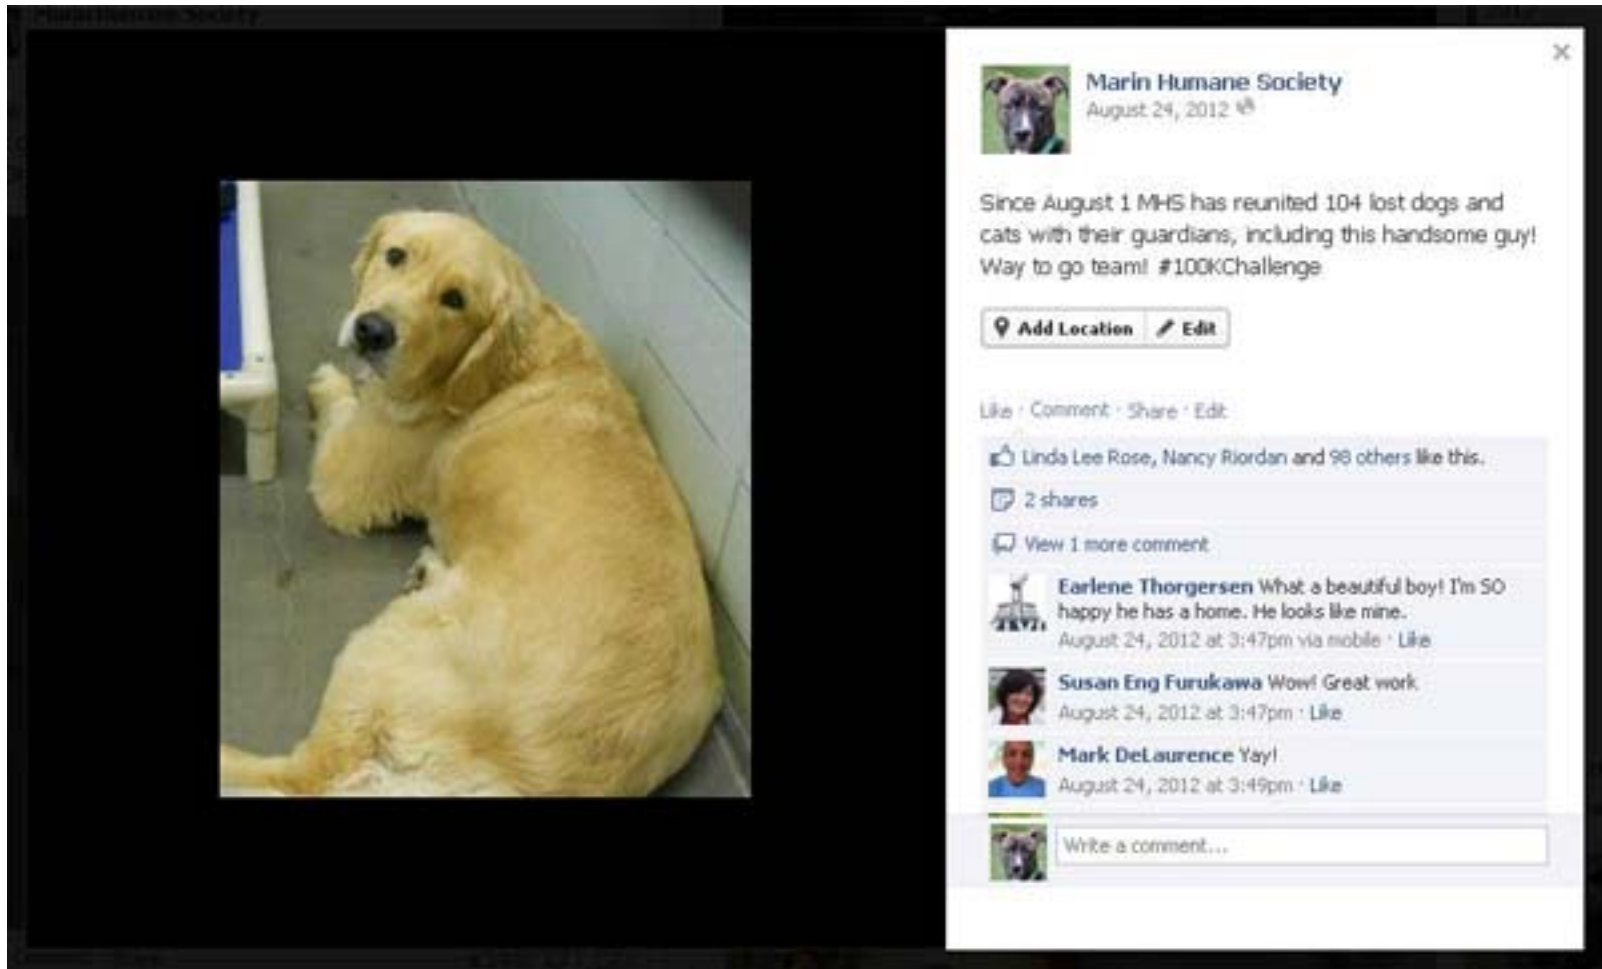 Marin Humane Society
August 24, 2012
Since August 1 MHS has reunited 104 lost dogs and
cats with their guardians, including this handsome guy!
Way to go team! #100KChallenge
Add Location Edit
Like · Comment · Share · Edit
Linda Lee Rose, Nancy Riordan and 98 others like this.
2 shares
View 1 more comment
Earlene Thorgersen What a beautiful boy! I'm SO
happy he has a home. He looks like mine.
August 24, 2012 at 3:47pm via mobile · Like
Susan Eng Furukawa Wow! Great work
August 24, 2012 at 3:47pm · Like
Mark DeLaurence Yay!
August 24, 2012 at 3:49pm · Like
Write a comment...